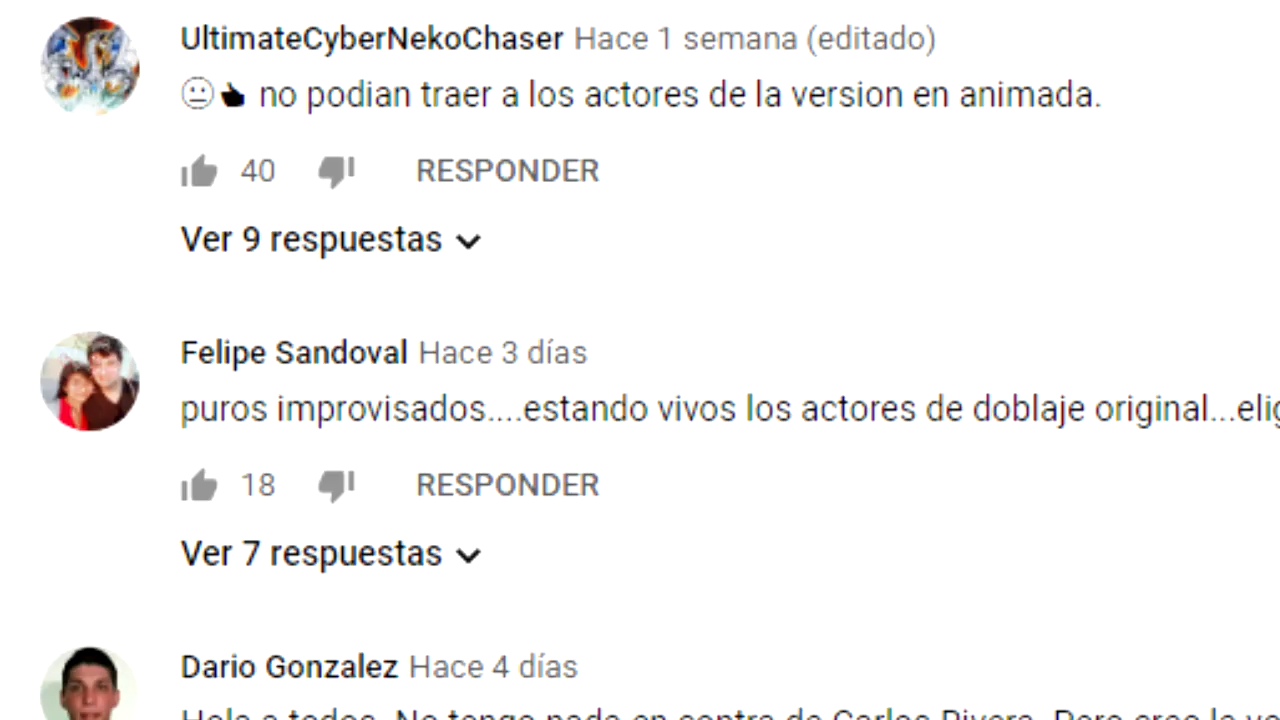 UltimateCyberNekoChaser Hace 1 semana (editado)
😐👍 no podian traer a los actores de la version en animada.
40 RESPONDER
Ver 9 respuestas
Felipe Sandoval Hace 3 días
puros improvisados....estando vivos los actores de doblaje original...elig
18 RESPONDER
Ver 7 respuestas
Dario Gonzalez Hace 4 días
Hola a todos. No tengo nada en contra de Carlos Rivera. Pero creo la